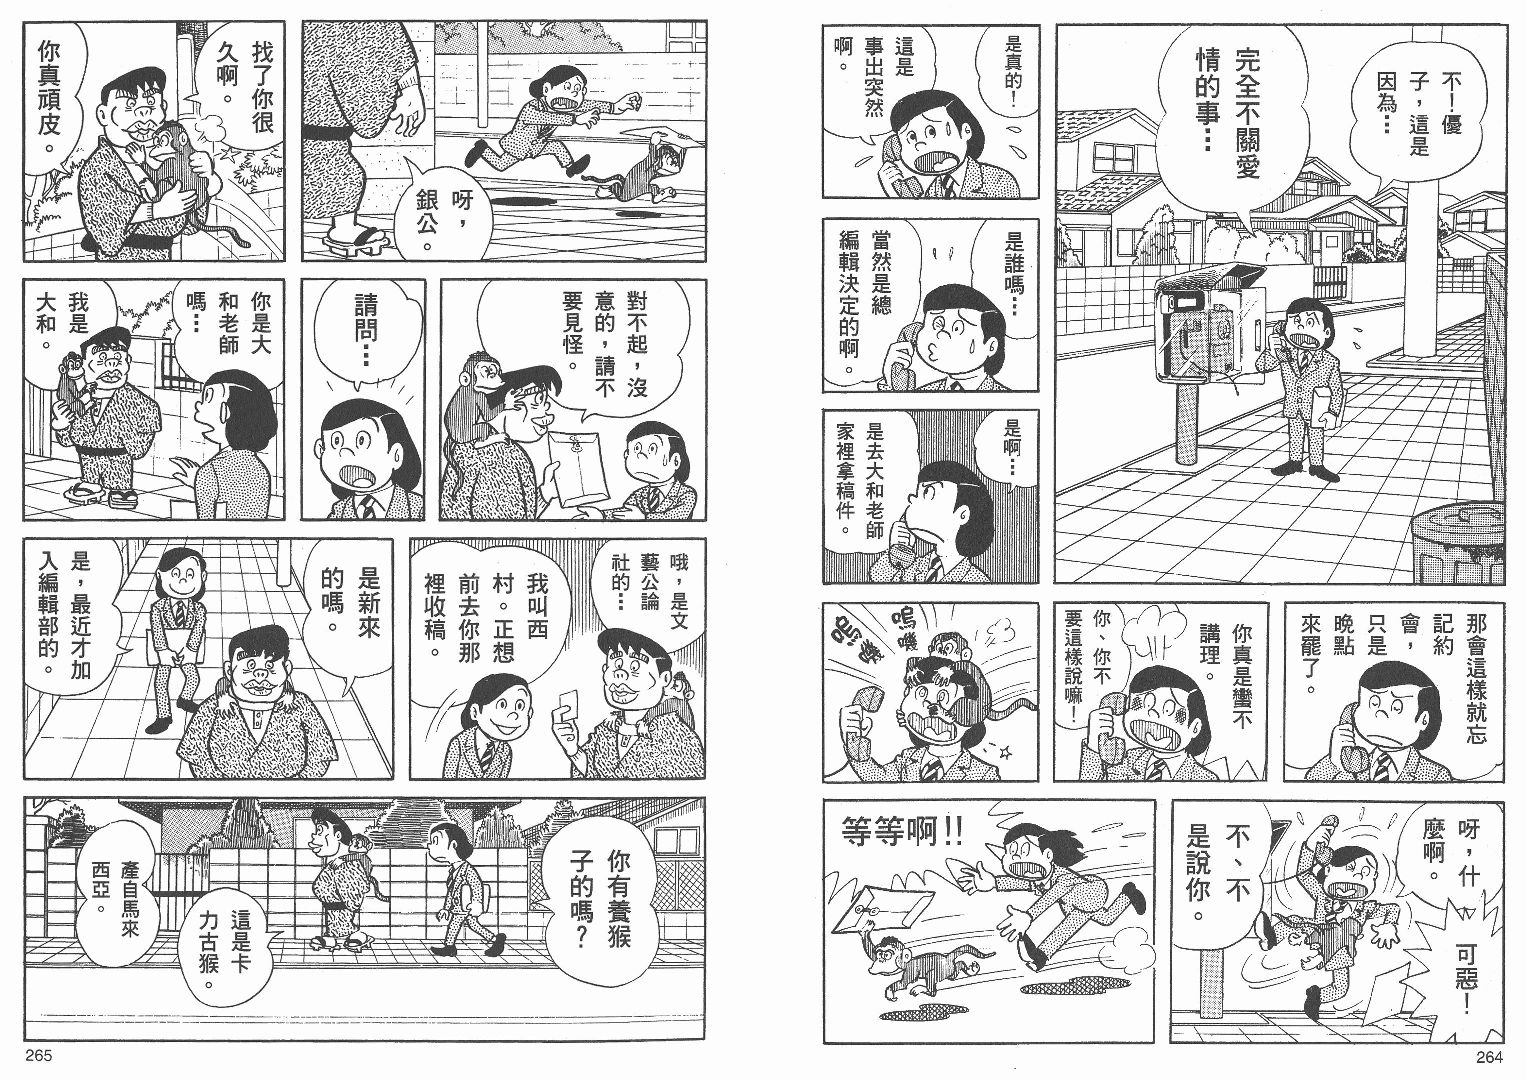 不！優
子，這是
因為…
完全不關愛
情的事…
是真的！
這是
事出突然
啊。
是誰嗎…
當然是總
編輯決定的啊。
是啊…
是去大和老師
家裡拿稿件。
那會這樣就忘
記約
會，
只是
晚點
來罷了。
你真是蠻不
講理。
你、你不
要這樣說嘛！
嗚
嘰
呀，什
麼啊。
可惡！
不、不
是說你。
等等啊!!
264
呀，
銀公。
找了你很
久啊。
你真頑皮。
對不起，沒
意的，請不
要見怪。
請問…
你是大
和老師
嗎…
我是
大和。
哦，是文
藝公論
社的…
我叫西
村。正想
前去你那
裡收稿。
是新來
的嗎。
是，最近才加
入編輯部的。
你有養猴
子的嗎？
這是卡
力古猴。
產自馬來
西亞。
265